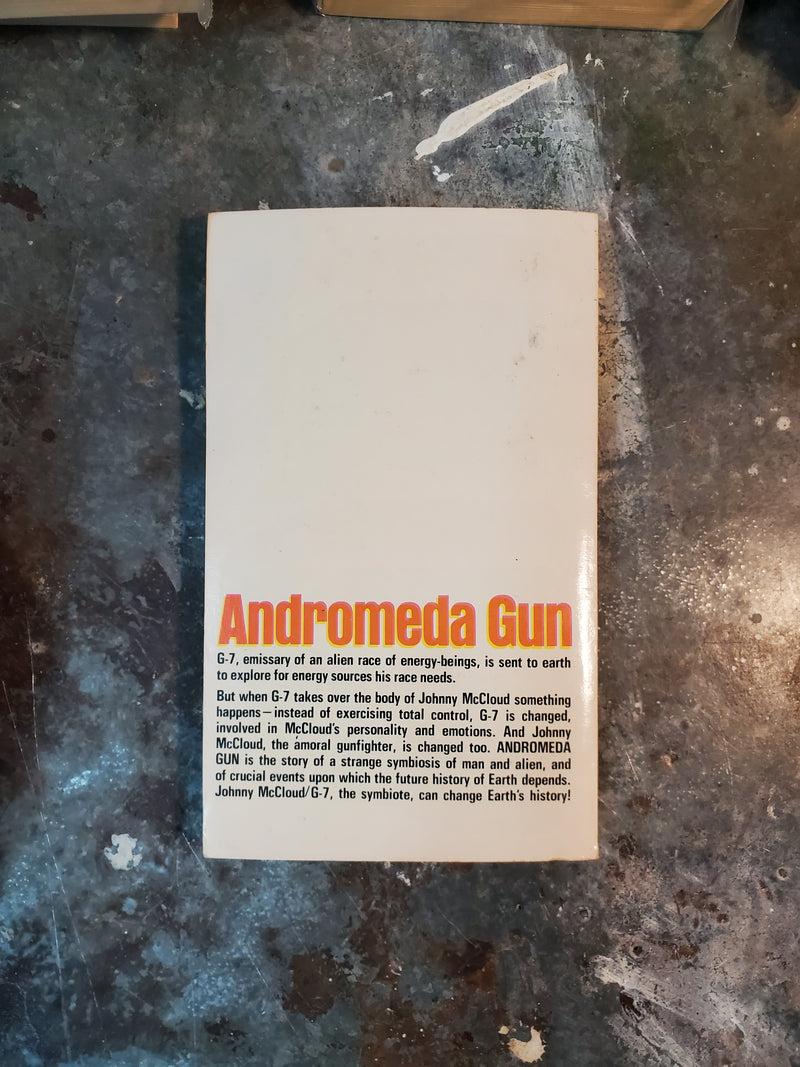 Andromeda Gun
G-7, emissary of an alien race of energy-beings, is sent to earth
to explore for energy sources his race needs.
But when G-7 takes over the body of Johnny McCloud something
happens—instead of exercising total control, G-7 is changed,
involved in McCloud's personality and emotions. And Johnny
McCloud, the amoral gunfighter, is changed too. ANDROMEDA
GUN is the story of a strange symbiosis of man and alien, and
of crucial events upon which the future history of Earth depends.
Johnny McCloud/G-7, the symbiote, can change Earth's history!